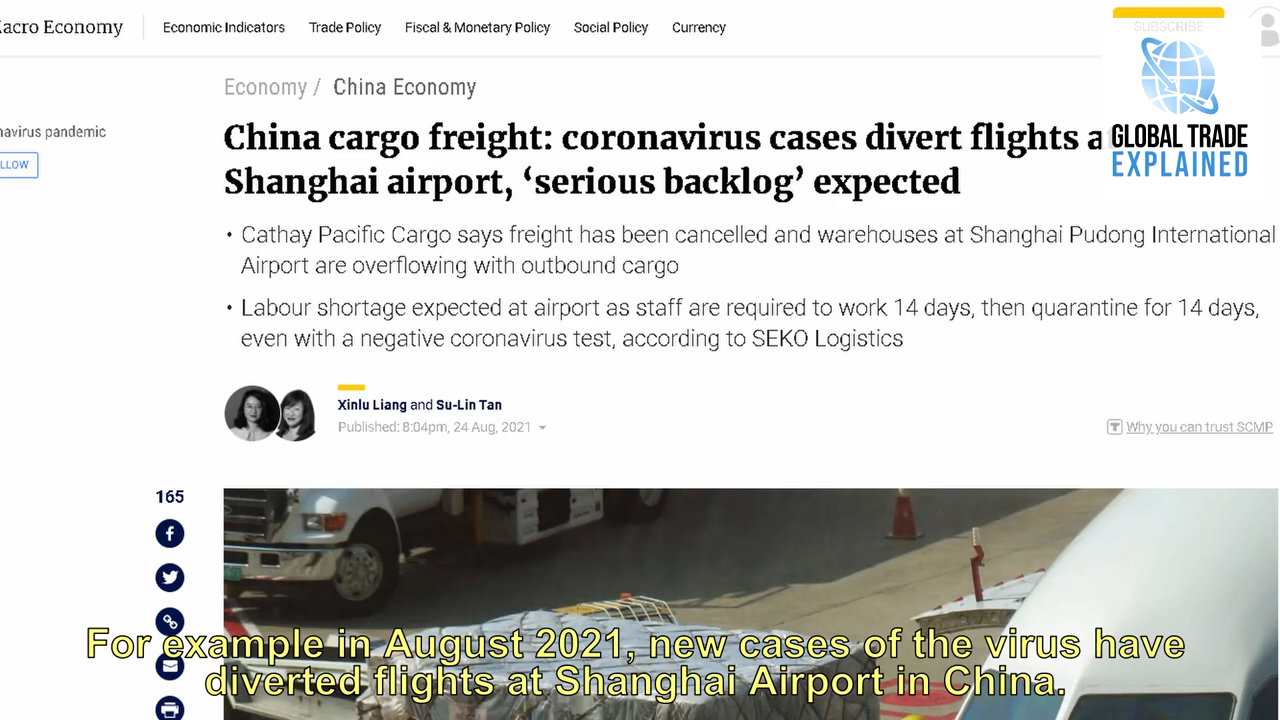 acro Economy
Economic Indicators
Trade Policy
Fiscal & Monetary Policy
Social Policy
Currency
SUBSCRIBE
GLOBAL TRADE
EXPLAINED
Economy / China Economy
navirus pandemic
LLOW
China cargo freight: coronavirus cases divert flights a
Shanghai airport, ‘serious backlog’ expected
• Cathay Pacific Cargo says freight has been cancelled and warehouses at Shanghai Pudong International
Airport are overflowing with outbound cargo
• Labour shortage expected at airport as staff are required to work 14 days, then quarantine for 14 days,
even with a negative coronavirus test, according to SEKO Logistics
Xinlu Liang and Su-Lin Tan
Published: 8:04pm, 24 Aug, 2021
Why you can trust SCMP
165
For example in August 2021, new cases of the virus have
diverted flights at Shanghai Airport in China.